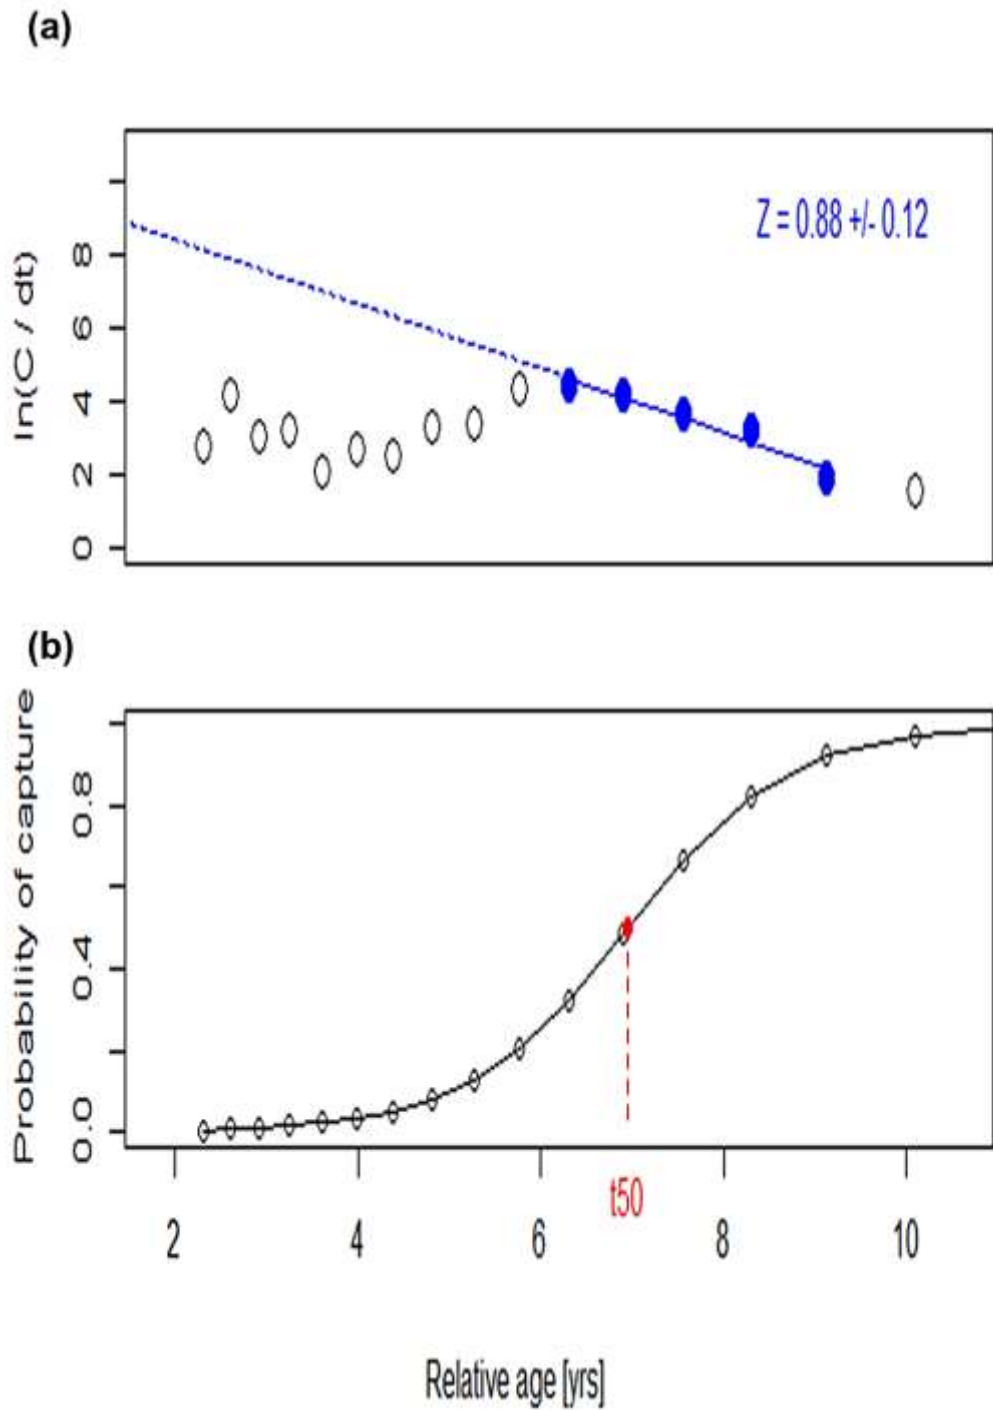 (a)
ln(C / dt)
8
6
4
2
0
Z = 0.88 +/- 0.12
(b)
Probability of capture
0.8
0.4
0.0
t50
2 4 6 8 10
Relative age [yrs]